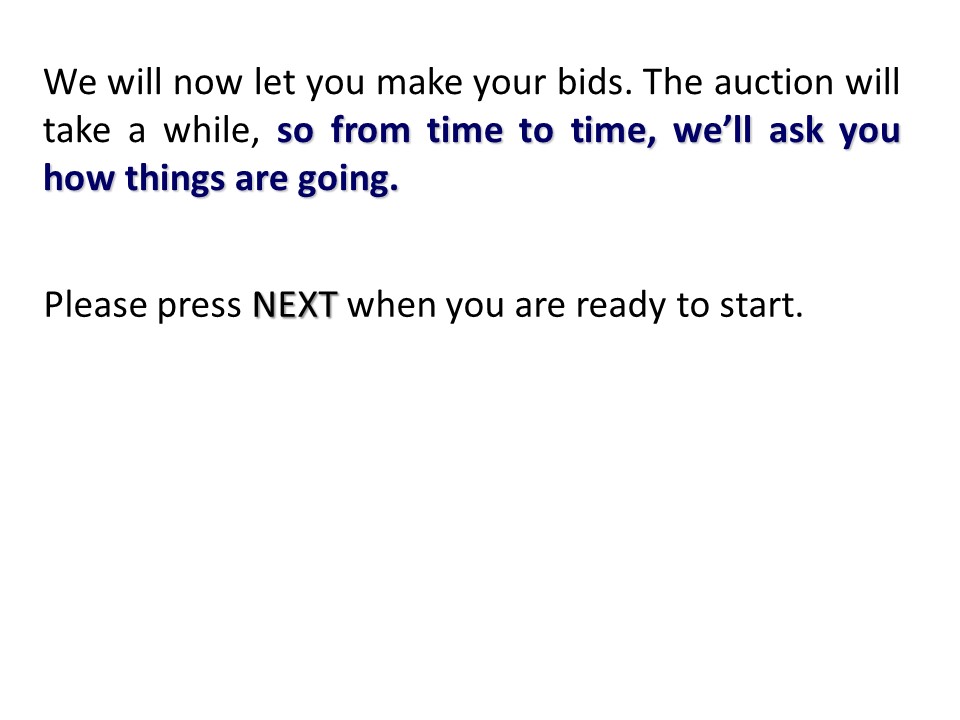 We will now let you make your bids. The auction will
take a while, so from time to time, we’ll ask you
how things are going.
Please press NEXT when you are ready to start.